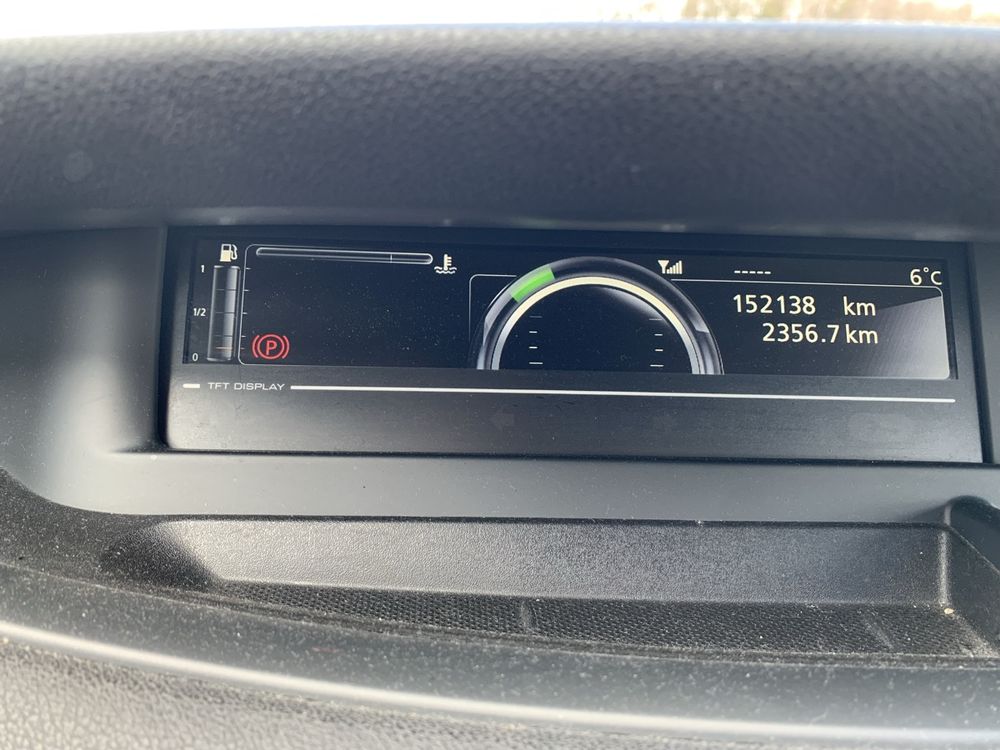 1
1/2
0
P
-----
6°C
152138 km
2356.7 km
TFT DISPLAY